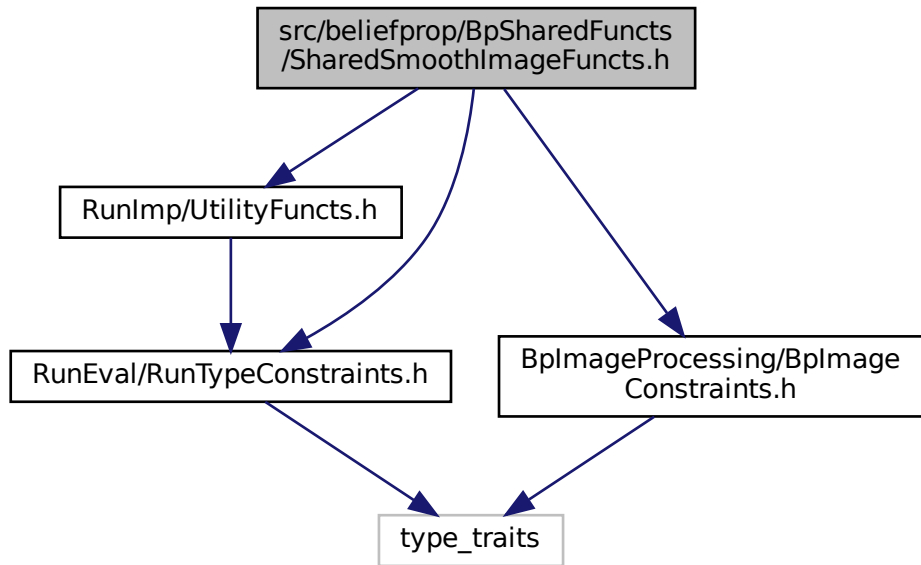 src/beliefprop/BpSharedFuncts
/SharedSmoothImageFuncts.h
RunImp/UtilityFuncts.h
RunEval/RunTypeConstraints.h
BpImageProcessing/BpImage
Constraints.h
type_traits